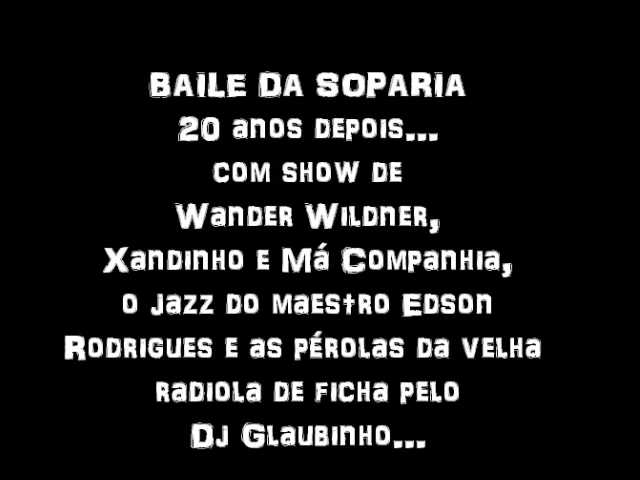 BAILE DA SOPARIA
20 anos depois...
com show de
Wander Wildner,
Xandinho e Má Companhia,
o jazz do maestro Edson
Rodrigues e as pérolas da velha
radiola de ficha pelo
Dj Glaubinho...